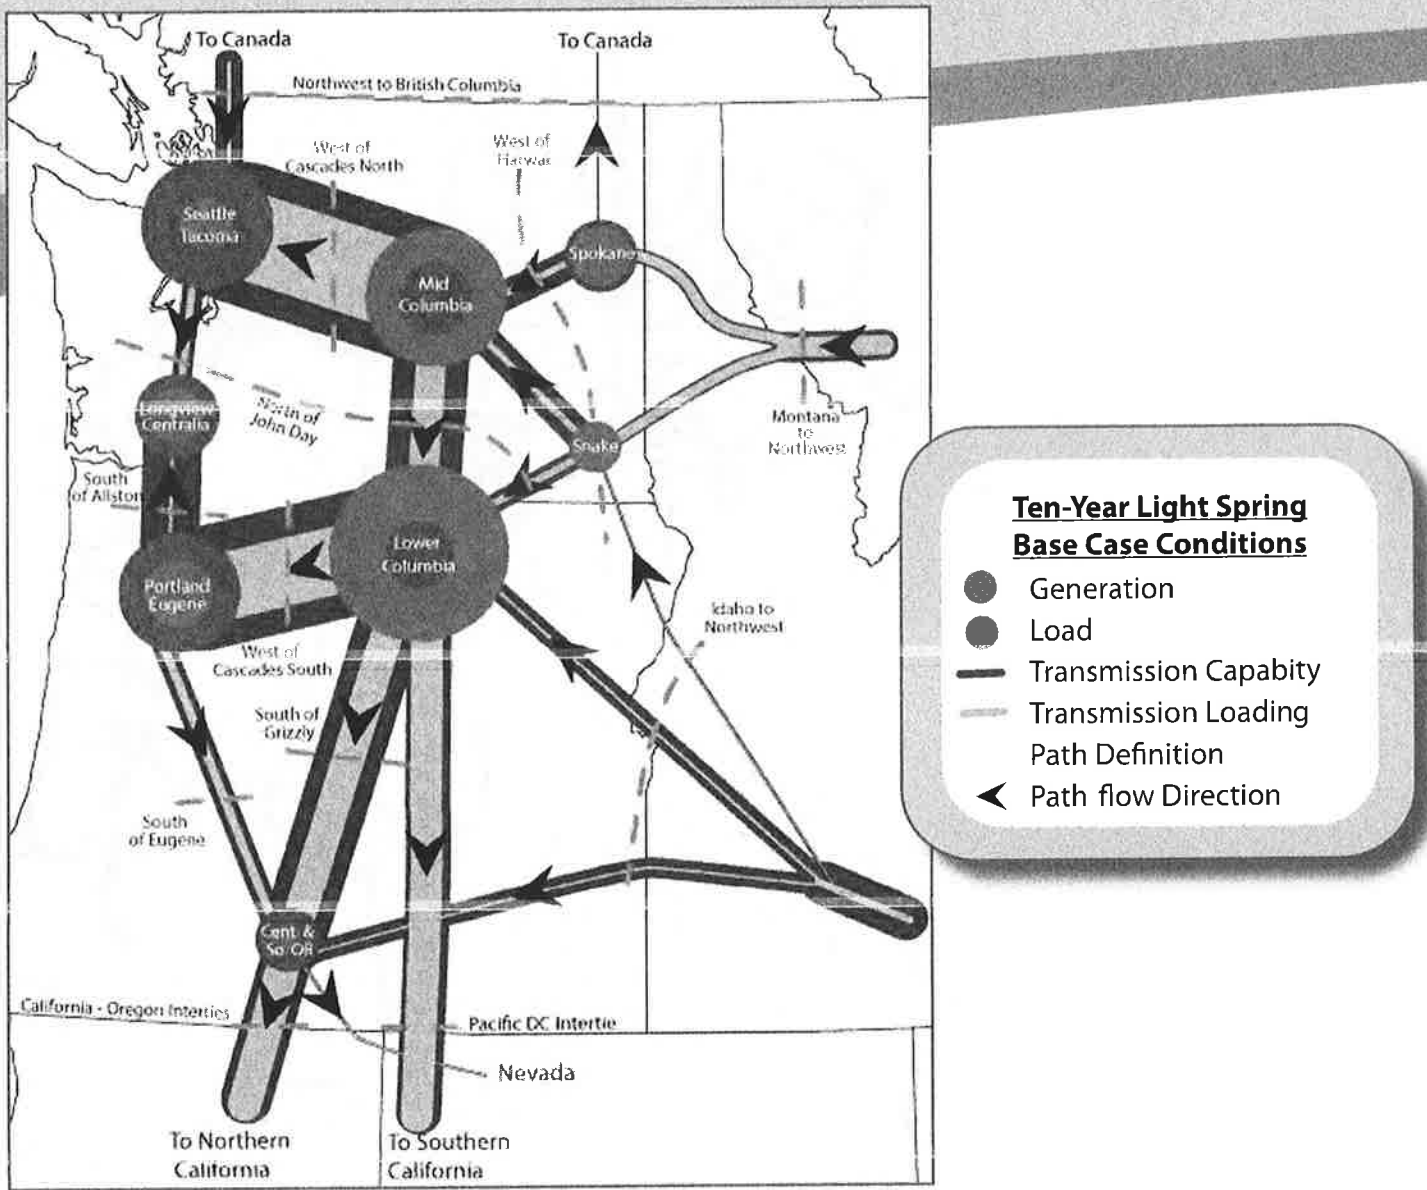 To Canada
To Canada
Northwest to British Columbia
West of
Cascades North
West of
Hatwai
Seattle
Tacoma
Spokane
Mid
Columbia
Longview
Centralia
North of
John Day
Snake
Montana
to
Northwest
South
of Allston
Lower
Columbia
Portland
Eugene
Idaho to
Northwest
West of
Cascades South
South of
Grizzly
South
of Eugene
Cent. &
So. OR
California - Oregon Interties
Pacific DC Intertie
Nevada
To Northern
California
To Southern
California
Ten-Year Light Spring
Base Case Conditions
Generation
Load
Transmission Capabity
Transmission Loading
Path Definition
Path flow Direction